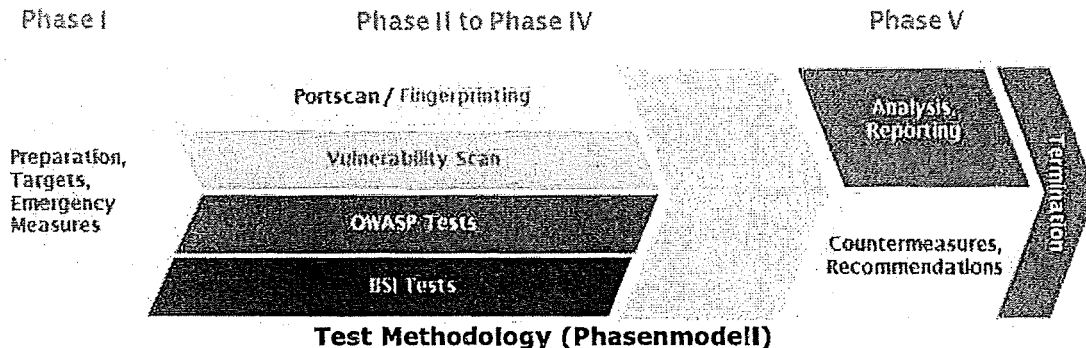 Phase I
Phase II to Phase IV
Phase V
Preparation,
Targets,
Emergency
Measures
Portscan / Fingerprinting
Vulnerability Scan
OWASP Tests
BSI Tests
Analysis,
Reporting
Countermeasures,
Recommendations
Termination
Test Methodology (Phasenmodell)